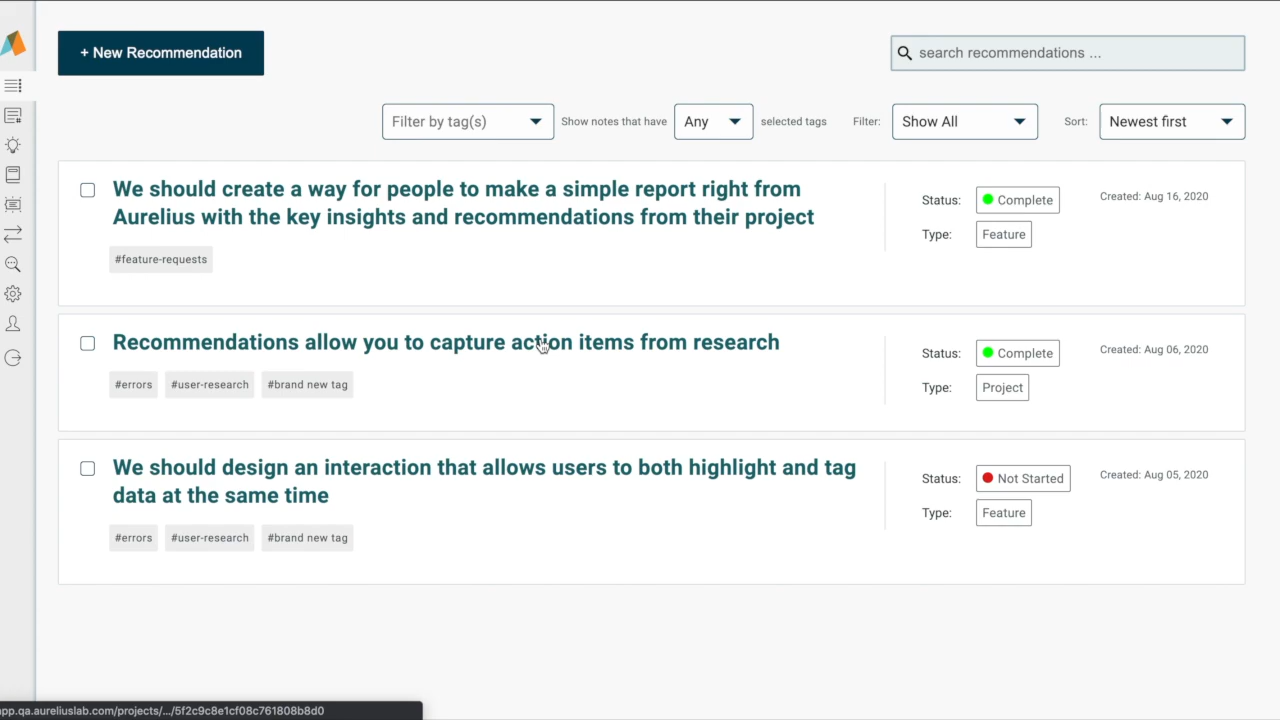 + New Recommendation
search recommendations ...
Filter by tag(s)
Show notes that have
Any
selected tags
Filter:
Show All
Sort:
Newest first
We should create a way for people to make a simple report right from
Aurelius with the key insights and recommendations from their project
#feature-requests
Status:
Complete
Type:
Feature
Created: Aug 16, 2020
Recommendations allow you to capture action items from research
#errors
#user-research
#brand new tag
Status:
Complete
Type:
Project
Created: Aug 06, 2020
We should design an interaction that allows users to both highlight and tag
data at the same time
#errors
#user-research
#brand new tag
Status:
Not Started
Type:
Feature
Created: Aug 05, 2020
app.qa.aureliuslab.com/projects/.../5f2c9c8e1cf08c761808b8d0